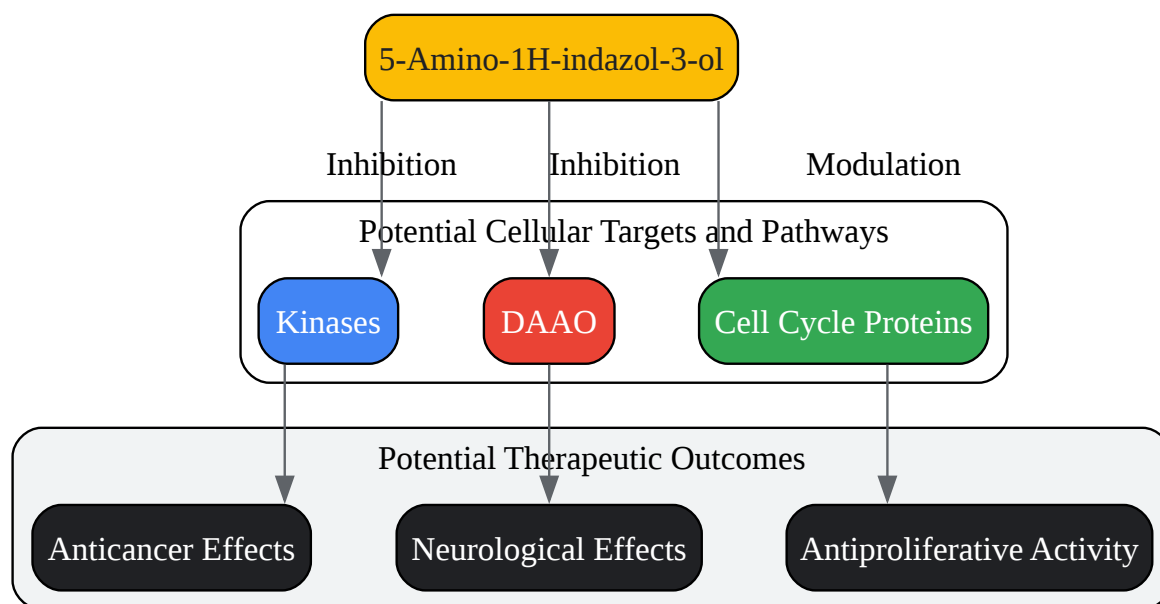 5-Amino-1H-indazol-3-ol
Inhibition
Inhibition
Modulation
Potential Cellular Targets and Pathways
Kinases
DAAO
Cell Cycle Proteins
Potential Therapeutic Outcomes
Anticancer Effects
Neurological Effects
Antiproliferative Activity